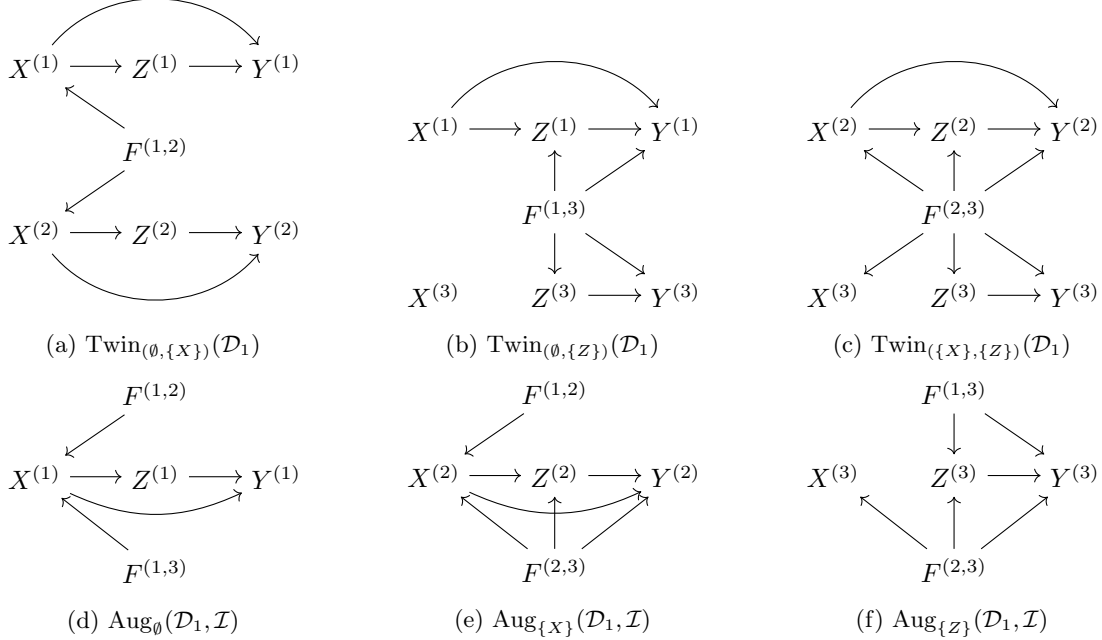 X^{(1)} Z^{(1)} Y^{(1)}
F^{(1,2)}
X^{(2)} Z^{(2)} Y^{(2)}
(a) Twin_{(∅,{X})}(𝒟_1)
X^{(1)} Z^{(1)} Y^{(1)}
F^{(1,3)}
X^{(3)} Z^{(3)} Y^{(3)}
(b) Twin_{(∅,{Z})}(𝒟_1)
X^{(2)} Z^{(2)} Y^{(2)}
F^{(2,3)}
X^{(3)} Z^{(3)} Y^{(3)}
(c) Twin_{({X},{Z})}(𝒟_1)
F^{(1,2)}
X^{(1)} Z^{(1)} Y^{(1)}
F^{(1,3)}
(d) Aug_∅(𝒟_1, ℐ)
F^{(1,2)}
X^{(2)} Z^{(2)} Y^{(2)}
F^{(2,3)}
(e) Aug_{{X}}(𝒟_1, ℐ)
F^{(1,3)}
X^{(3)} Z^{(3)} Y^{(3)}
F^{(2,3)}
(f) Aug_{{Z}}(𝒟_1, ℐ)